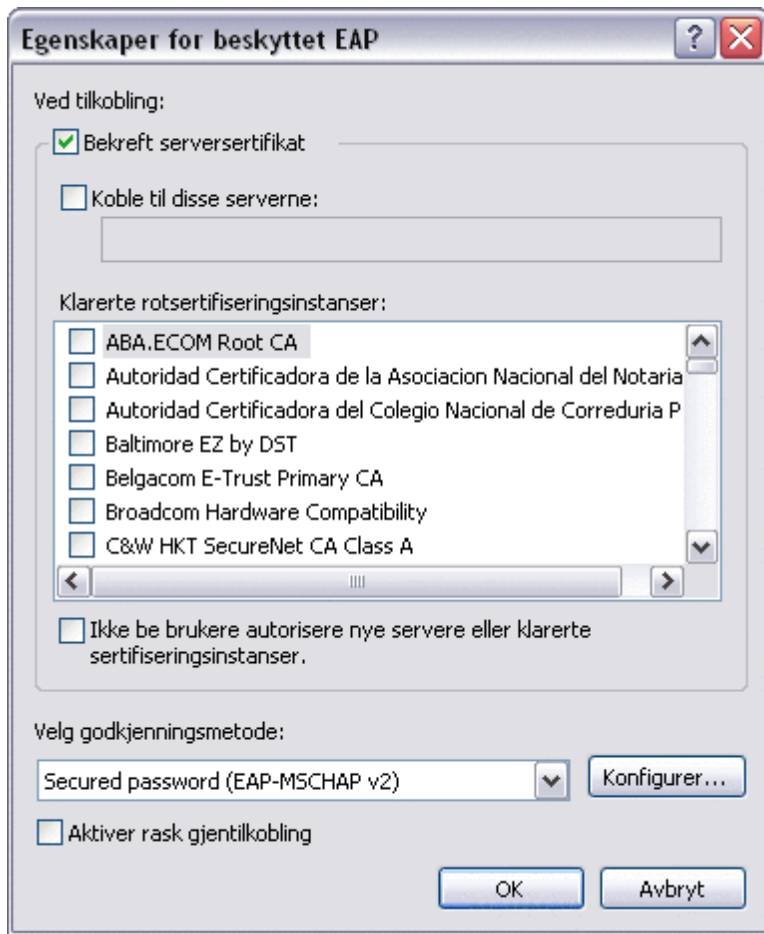 Egenskaper for beskyttet EAP
Ved tilkobling:
Bekreft serversertifikat
Koble til disse serverne:
Klarerte rotsertifiseringsinstanser:
ABA.ECOM Root CA
Autoridad Certificadora de la Asociacion Nacional del Notaria
Autoridad Certificadora del Colegio Nacional de Correduria P
Baltimore EZ by DST
Belgacom E-Trust Primary CA
Broadcom Hardware Compatibility
C&W HKT SecureNet CA Class A
Ikke be brukere autorisere nye servere eller klarerte
sertifiseringsinstanser.
Velg godkjenningsmetode:
Secured password (EAP-MSCHAP v2)
Konfigurer...
Aktiver rask gjentilkobling
OK
Avbryt